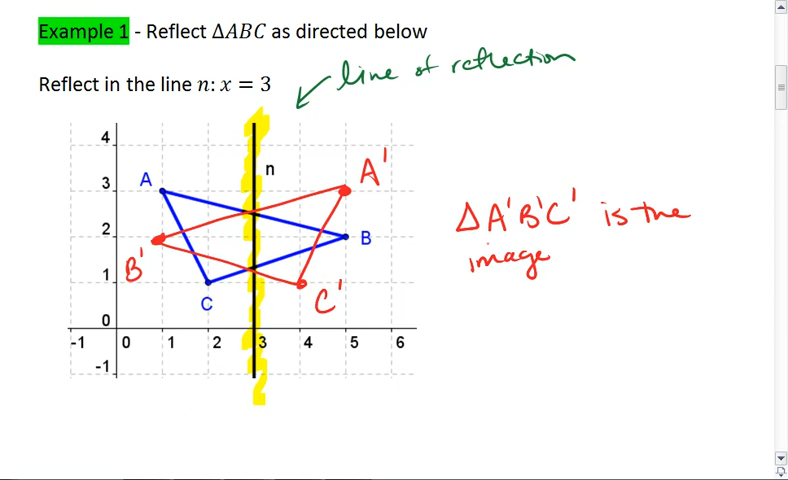 Example 1 - Reflect ΔABC as directed below
line of reflection
Reflect in the line n: x = 3
4
n
A'
A
3
ΔA'B'C' is the
image
2
B
B'
1
C
C'
0
-1 0 1 2 3 4 5 6
-1